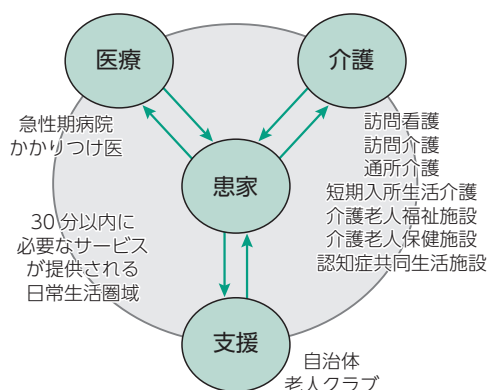 医療
介護
急性期病院
かかりつけ医
訪問看護
訪問介護
通所介護
短期入所生活介護
介護老人福祉施設
介護老人保健施設
認知症共同生活施設
患家
30分以内に
必要なサービス
が提供される
日常生活圏域
支援
自治体
老人クラブ